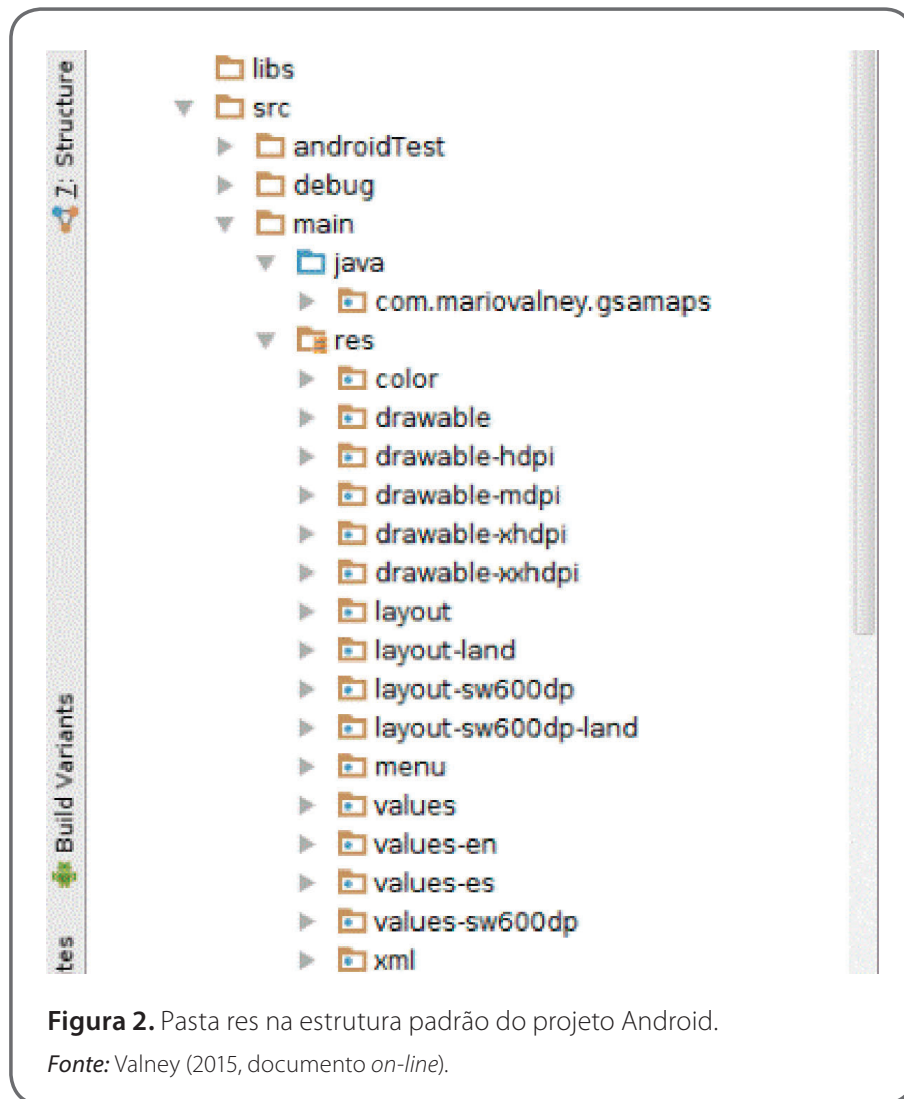 7: Structure
Build Variants
tes
libs
src
androidTest
debug
main
java
com.mariovalney.gsamaps
res
color
drawable
drawable-hdpi
drawable-mdpi
drawable-xhdpi
drawable-xxhdpi
layout
layout-land
layout-sw600dp
layout-sw600dp-land
menu
values
values-en
values-es
values-sw600dp
xml
Figura 2. Pasta res na estrutura padrão do projeto Android.
Fonte: Valney (2015, documento on-line).